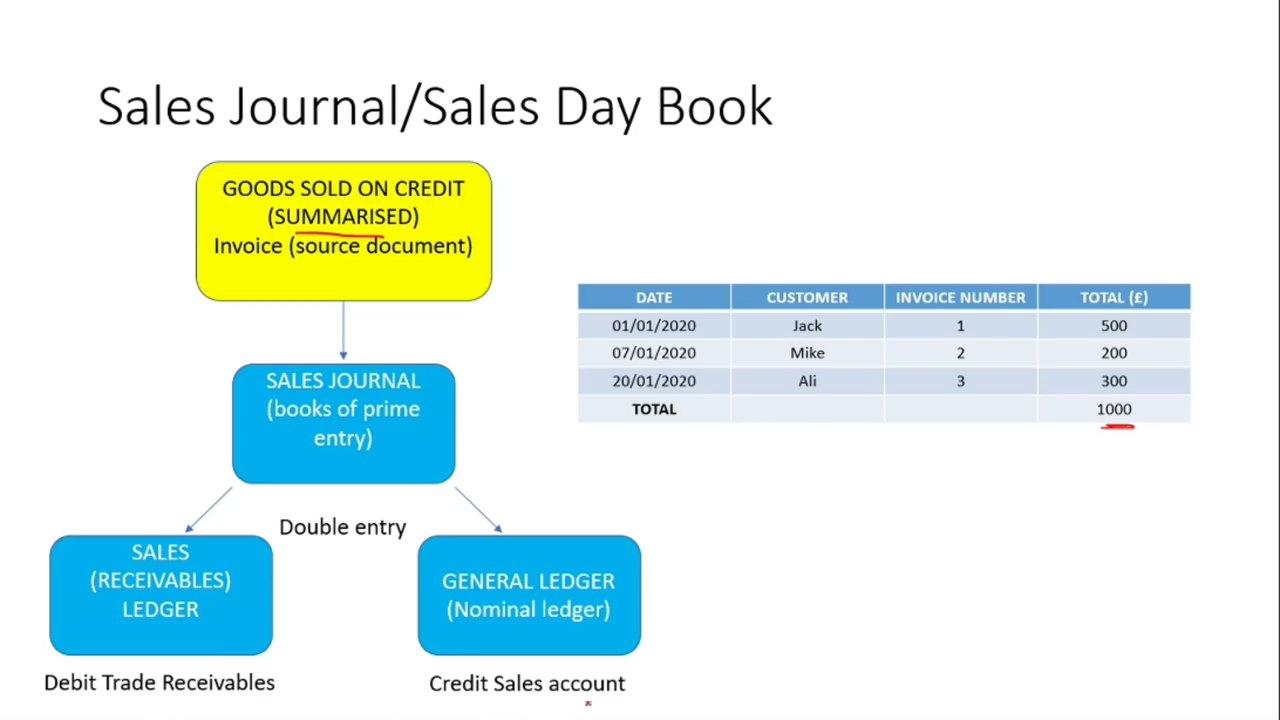 Sales Journal/Sales Day Book
GOODS SOLD ON CREDIT
(SUMMARISED)
Invoice (source document)
SALES JOURNAL
(books of prime
entry)
Double entry
SALES
(RECEIVABLES)
LEDGER
GENERAL LEDGER
(Nominal ledger)
Debit Trade Receivables
Credit Sales account
DATE CUSTOMER INVOICE NUMBER TOTAL (£)
01/01/2020 Jack 1 500
07/01/2020 Mike 2 200
20/01/2020 Ali 3 300
TOTAL 1000